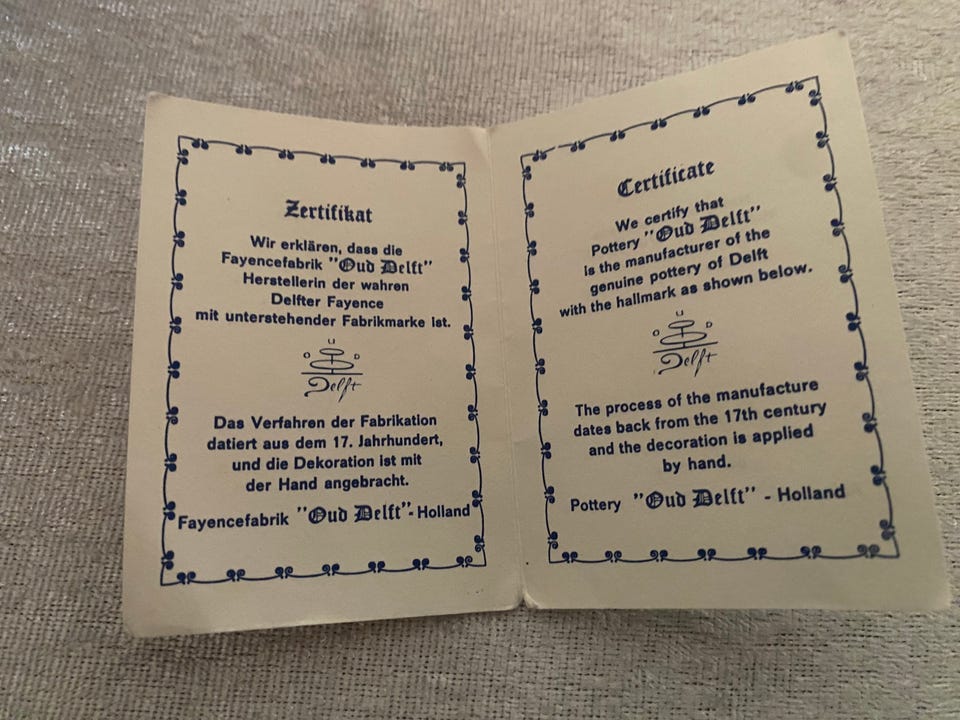 Zertifikat
Wir erklären, dass die
Fayencefabrik "Oud Delft"
Herstellerin der wahren
Delfter Fayence
mit unterstehender Fabrikmarke ist.
O U D
Delft
Das Verfahren der Fabrikation
datiert aus dem 17. Jahrhundert,
und die Dekoration ist mit
der Hand angebracht.
Fayencefabrik "Oud Delft"- Holland
Certificate
We certify that
Pottery "Oud Delft"
is the manufacturer of the
genuine pottery of Delft
with the hallmark as shown below.
O U D
Delft
The process of the manufacture
dates back from the 17th century
and the decoration is applied
by hand.
Pottery "Oud Delft" - Holland